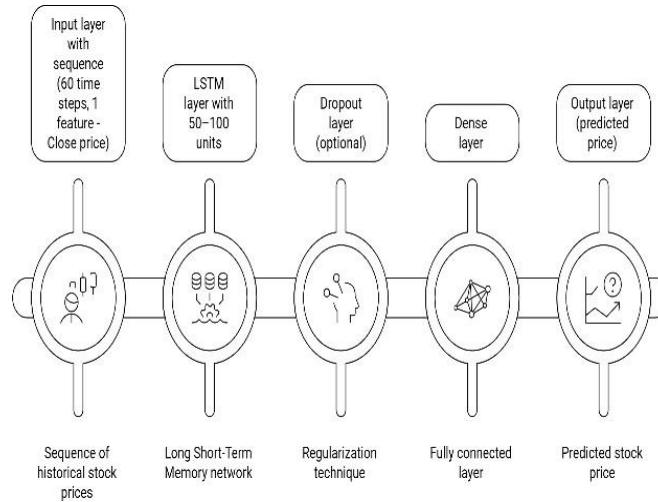 Input layer
with
sequence
(60 time
steps, 1
feature -
Close price)
LSTM
layer with
50–100
units
Dropout
layer
(optional)
Dense
layer
Output layer
(predicted
price)
?
Sequence of
historical stock
prices
Long Short-Term
Memory network
Regularization
technique
Fully connected
layer
Predicted stock
price